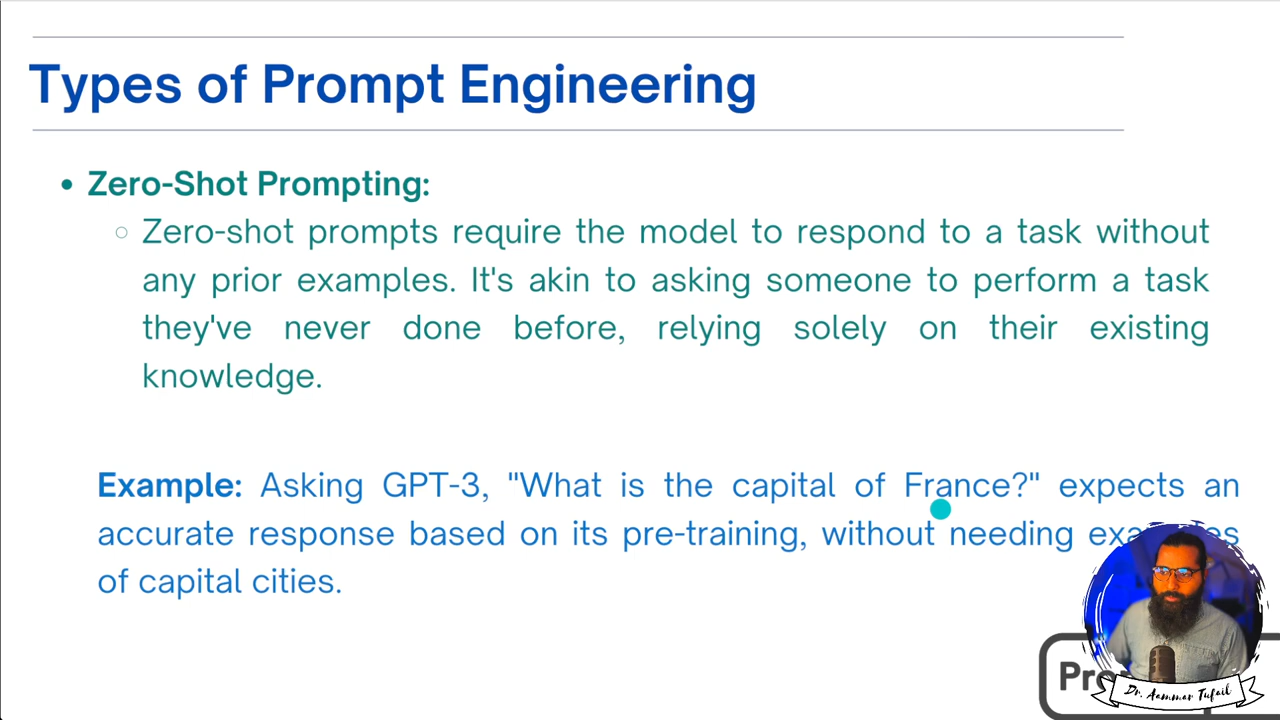 Types of Prompt Engineering
• Zero-Shot Prompting:
○ Zero-shot prompts require the model to respond to a task without
any prior examples. It's akin to asking someone to perform a task
they've never done before, relying solely on their existing
knowledge.
Example: Asking GPT-3, "What is the capital of France?" expects an
accurate response based on its pre-training, without needing
of capital cities.
Dr. Aammar Tufail